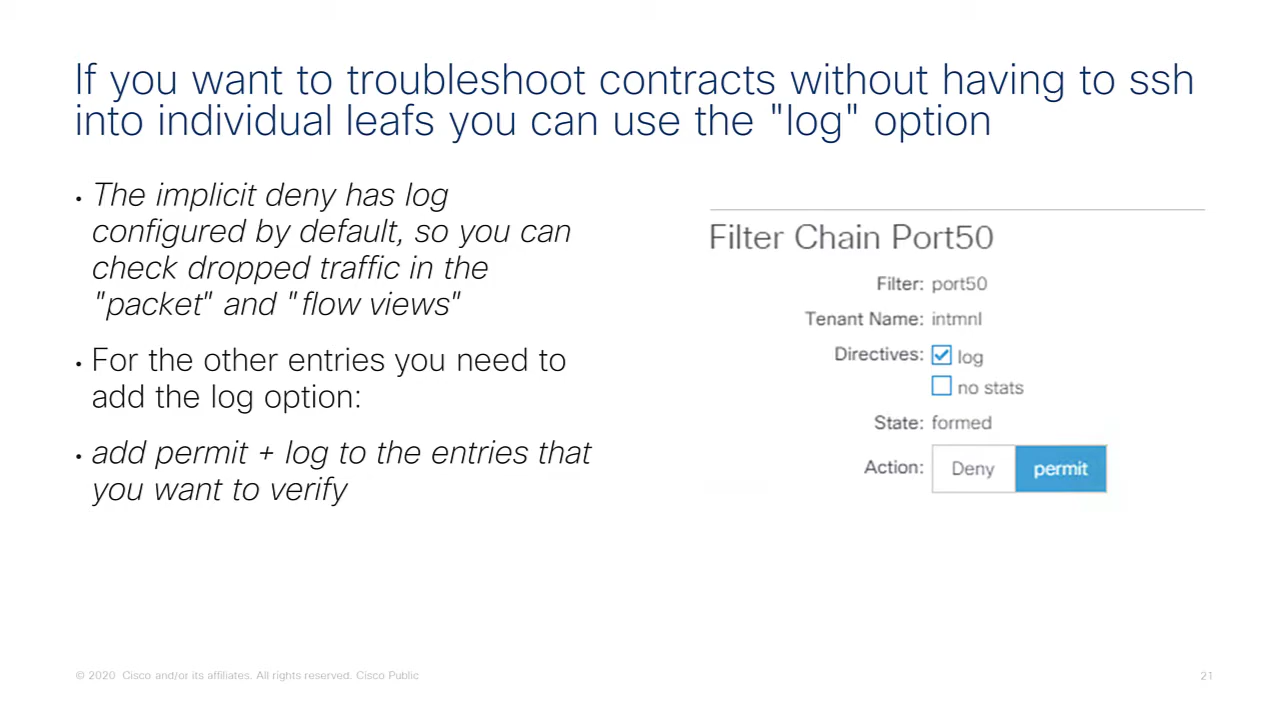 If you want to troubleshoot contracts without having to ssh
into individual leafs you can use the "log" option
• The implicit deny has log
configured by default, so you can
check dropped traffic in the
"packet" and "flow views"
• For the other entries you need to
add the log option:
• add permit + log to the entries that
you want to verify
Filter Chain Port50
Filter: port50
Tenant Name: intmnl
Directives: log
no stats
State: formed
Action: Deny permit
© 2020 Cisco and/or its affiliates. All rights reserved. Cisco Public
21